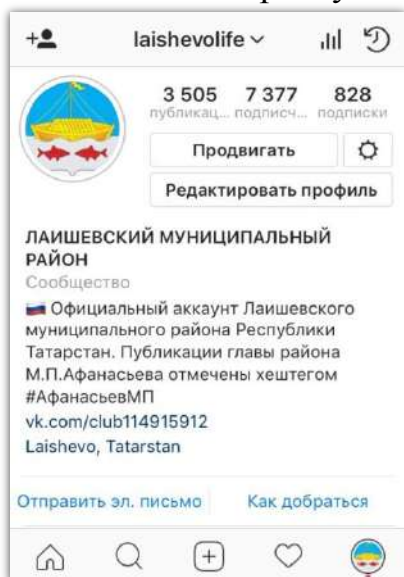 laishevolife
3 505 7 377 828
публикац... подписч... подписки
Продвигать
Редактировать профиль
ЛАИШЕВСКИЙ МУНИЦИПАЛЬНЫЙ
РАЙОН
Сообщество
Официальный аккаунт Лаишевского
муниципального района Республики
Татарстан. Публикации главы района
М.П.Афанасьева отмечены хештегом
#АфанасьевМП
vk.com/club114915912
Laishevo, Tatarstan
Отправить эл. письмо Как добраться